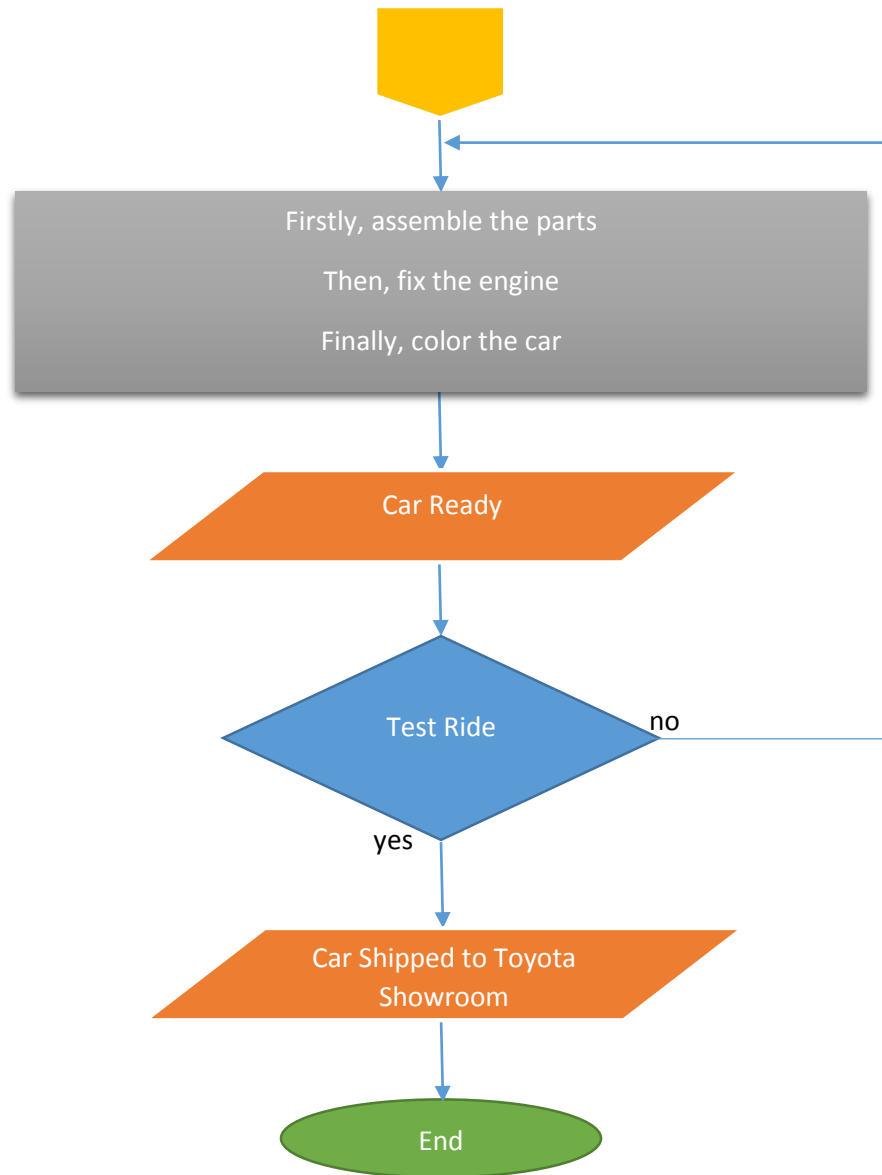 Firstly, assemble the parts
Then, fix the engine
Finally, color the car
Car Ready
Test Ride
no
yes
Car Shipped to Toyota
Showroom
End